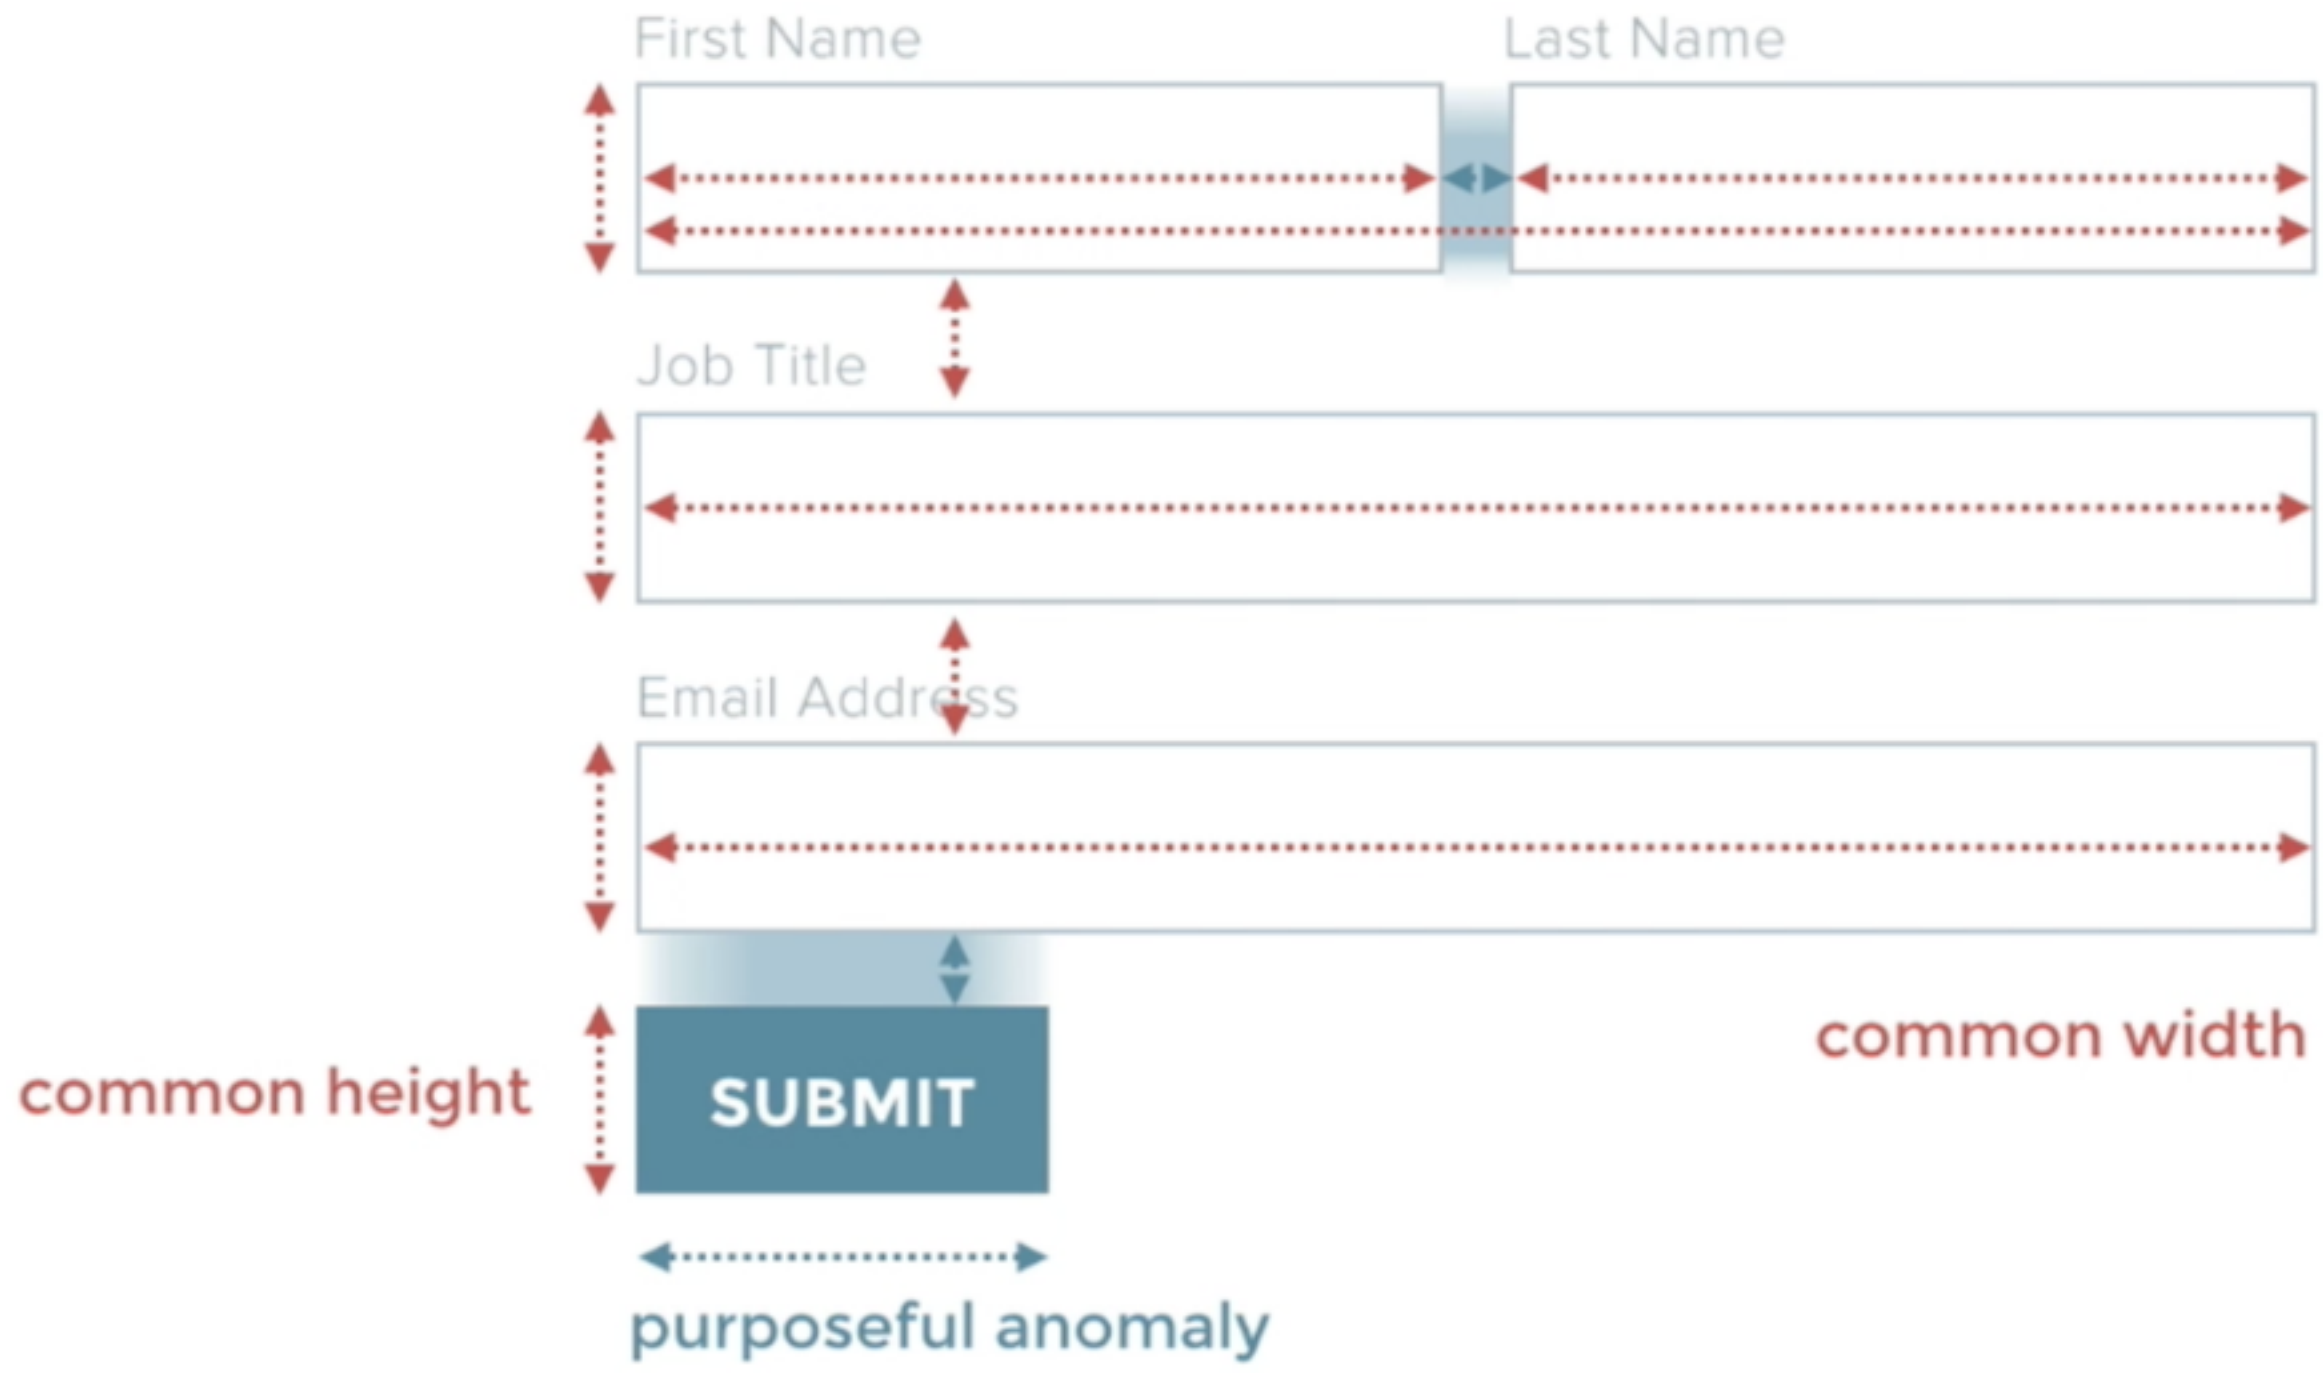 First Name
Last Name
Job Title
Email Address
SUBMIT
common width
common height
purposeful anomaly